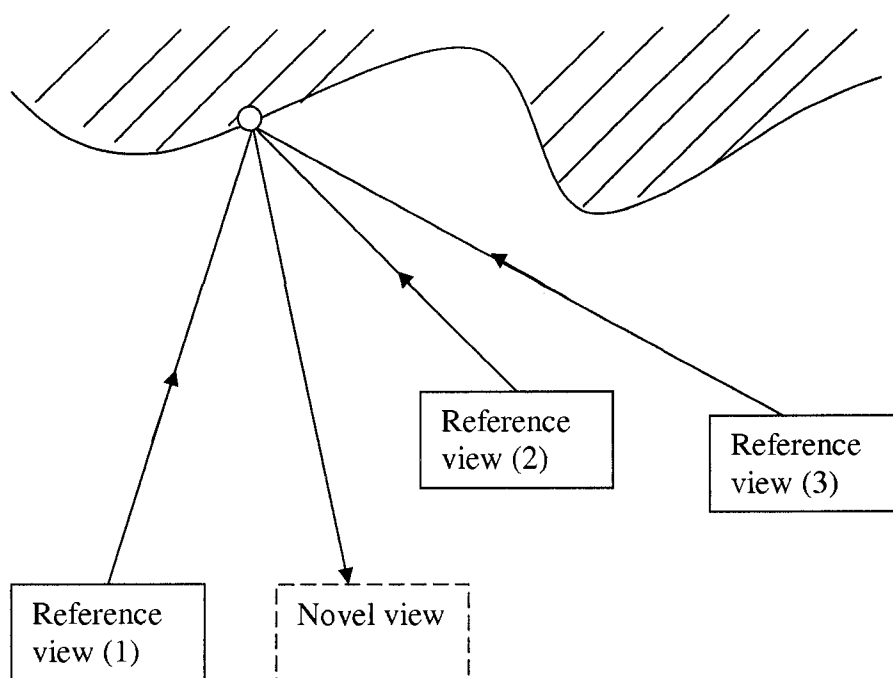 Reference
view (2)
Reference
view (3)
Reference
view (1)
Novel view